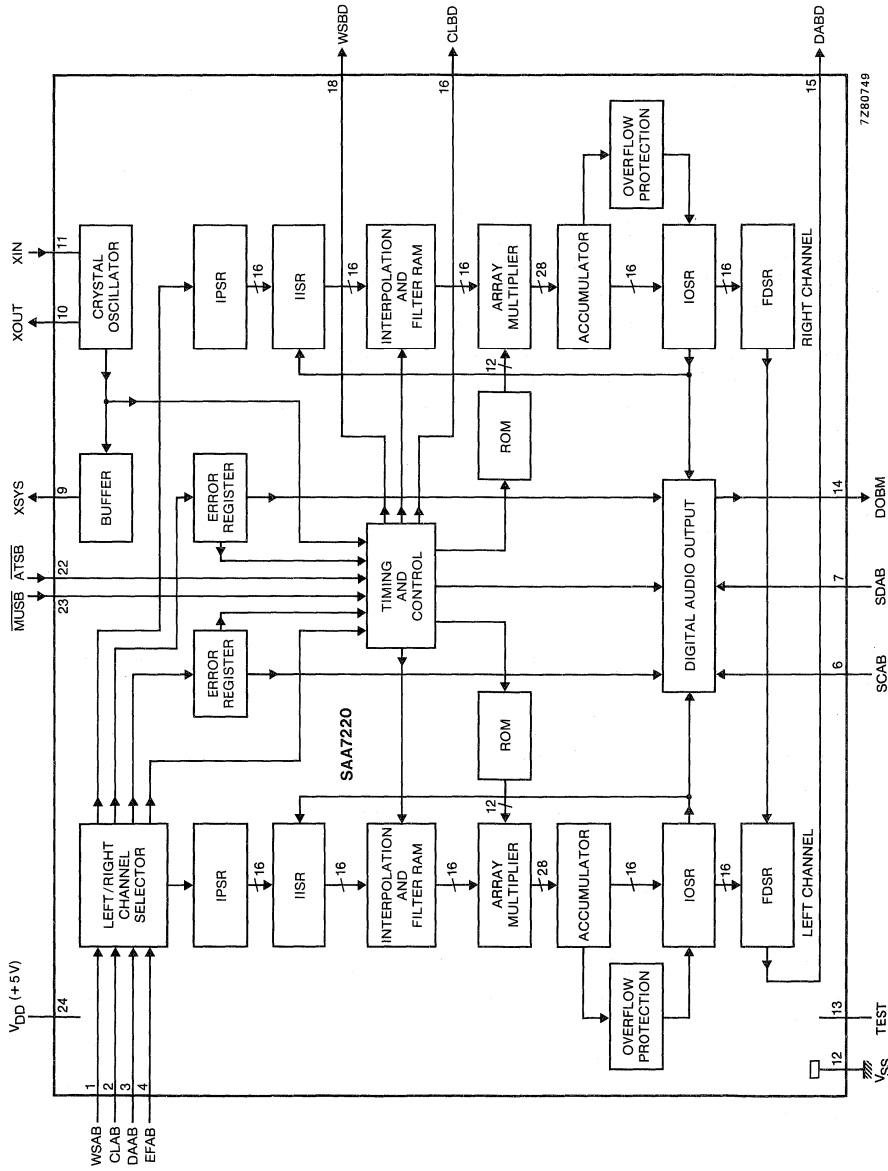 WSBD
CLBD
DABD
18
16
15
7Z80749
XIN
XOUT
XSYS
ATSB
MUSB
11
10
9
22
23
CRYSTAL
OSCILLATOR
BUFFER
ERROR
REGISTER
ERROR
REGISTER
IPSR
16
IISR
16
INTERPOLATION
AND
FILTER RAM
16
ARRAY
MULTIPLIER
28
ACCUMULATOR
16
OVERFLOW
PROTECTION
IOSR
16
FDSR
RIGHT CHANNEL
12
ROM
TIMING
AND
CONTROL
ROM
12
DIGITAL AUDIO OUTPUT
14
DOBM
7
SDAB
6
SCAB
SAA7220
LEFT/RIGHT
CHANNEL
SELECTOR
IPSR
16
IISR
16
INTERPOLATION
AND
FILTER RAM
16
ARRAY
MULTIPLIER
28
ACCUMULATOR
16
OVERFLOW
PROTECTION
IOSR
16
FDSR
LEFT CHANNEL
VDD (+5V)
24
1
2
3
4
WSAB
CLAB
DAAB
EFAB
13
TEST
12
VSS